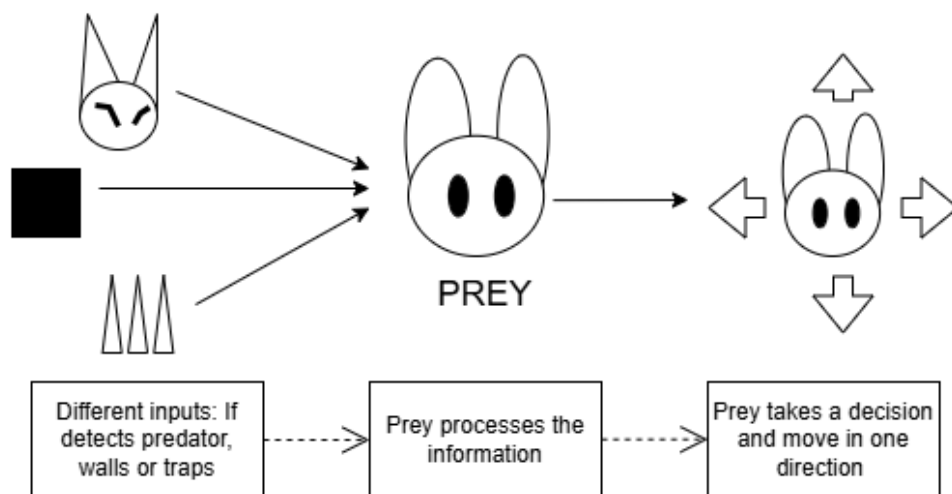 PREY
Different inputs: If
detects predator,
walls or traps
Prey processes the
information
Prey takes a decision
and move in one
direction